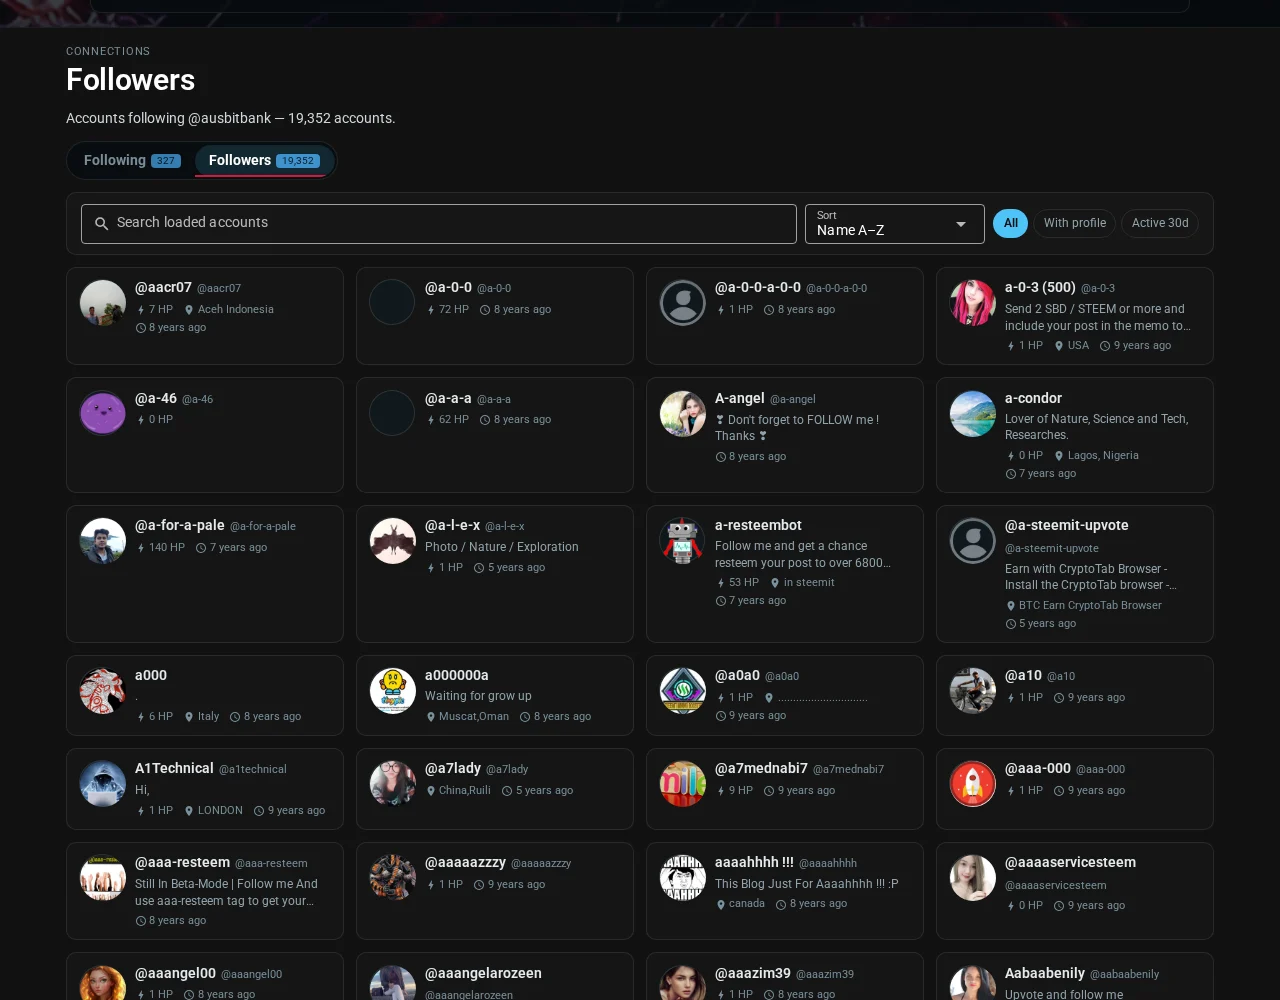 CONNECTIONS
Followers
Accounts following @ausbitbank — 19,352 accounts.
Following 327 Followers 19,352
Search loaded accounts
Sort
Name A–Z
All With profile Active 30d
@aacr07 @aacr07
7 HP Aceh Indonesia
8 years ago
@a-0-0 @a-0-0
72 HP 8 years ago
@a-0-0-a-0-0 @a-0-0-a-0-0
1 HP 8 years ago
a-0-3 (500) @a-0-3
Send 2 SBD / STEEM or more and
include your post in the memo to…
1 HP USA 9 years ago
@a-46 @a-46
0 HP
@a-a-a @a-a-a
62 HP 8 years ago
A-angel @a-angel
❣ Don't forget to FOLLOW me !
Thanks ❣
8 years ago
a-condor
Lover of Nature, Science and Tech,
Researches.
0 HP Lagos, Nigeria
7 years ago
@a-for-a-pale @a-for-a-pale
140 HP 7 years ago
@a-l-e-x @a-l-e-x
Photo / Nature / Exploration
1 HP 5 years ago
a-resteembot
Follow me and get a chance
resteem your post to over 6800…
53 HP in steemit
7 years ago
@a-steemit-upvote
@a-steemit-upvote
Earn with CryptoTab Browser -
Install the CryptoTab browser -…
BTC Earn CryptoTab Browser
5 years ago
a000
.
6 HP Italy 8 years ago
a000000a
Waiting for grow up
Muscat,Oman 8 years ago
@a0a0 @a0a0
1 HP ............................
9 years ago
@a10 @a10
1 HP 9 years ago
A1Technical @a1technical
Hi,
1 HP LONDON 9 years ago
@a7lady @a7lady
China,Ruili 5 years ago
@a7mednabi7 @a7mednabi7
9 HP 9 years ago
@aaa-000 @aaa-000
1 HP 9 years ago
@aaa-resteem @aaa-resteem
Still In Beta-Mode | Follow me And
use aaa-resteem tag to get your…
8 years ago
@aaaaazzzy @aaaaazzzy
1 HP 9 years ago
aaaahhhh !!! @aaaahhhh
This Blog Just For Aaaahhhh !!! :P
canada 8 years ago
@aaaaservicesteem
@aaaaservicesteem
0 HP 9 years ago
@aaangel00 @aaangel00
1 HP 8 years ago
@aaangelarozeen
@aaangelarozeen
@aaazim39 @aaazim39
1 HP 8 years ago
Aabaabenily @aabaabenily
Upvote and follow me